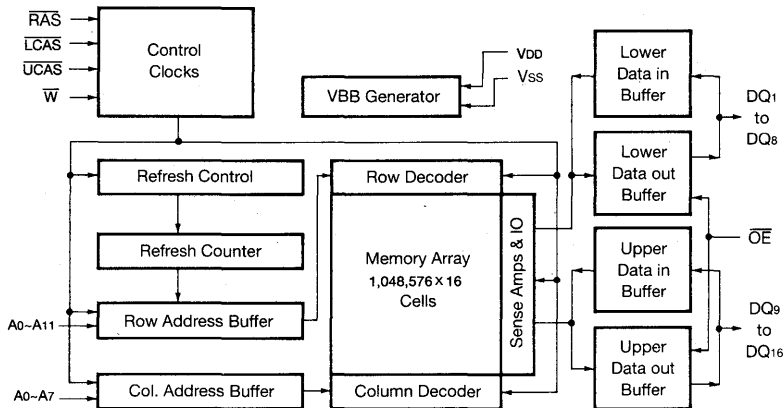 RAS
LCAS
UCAS
W
Control
Clocks
VBB Generator
VDD
VSS
Lower
Data in
Buffer
DQ1
to
DQ8
Lower
Data out
Buffer
Refresh Control
Row Decoder
Refresh Counter
Memory Array
1,048,576×16
Cells
Sense Amps & IO
OE
Upper
Data in
Buffer
A0~A11
Row Address Buffer
DQ9
to
DQ16
Upper
Data out
Buffer
A0~A7
Col. Address Buffer
Column Decoder